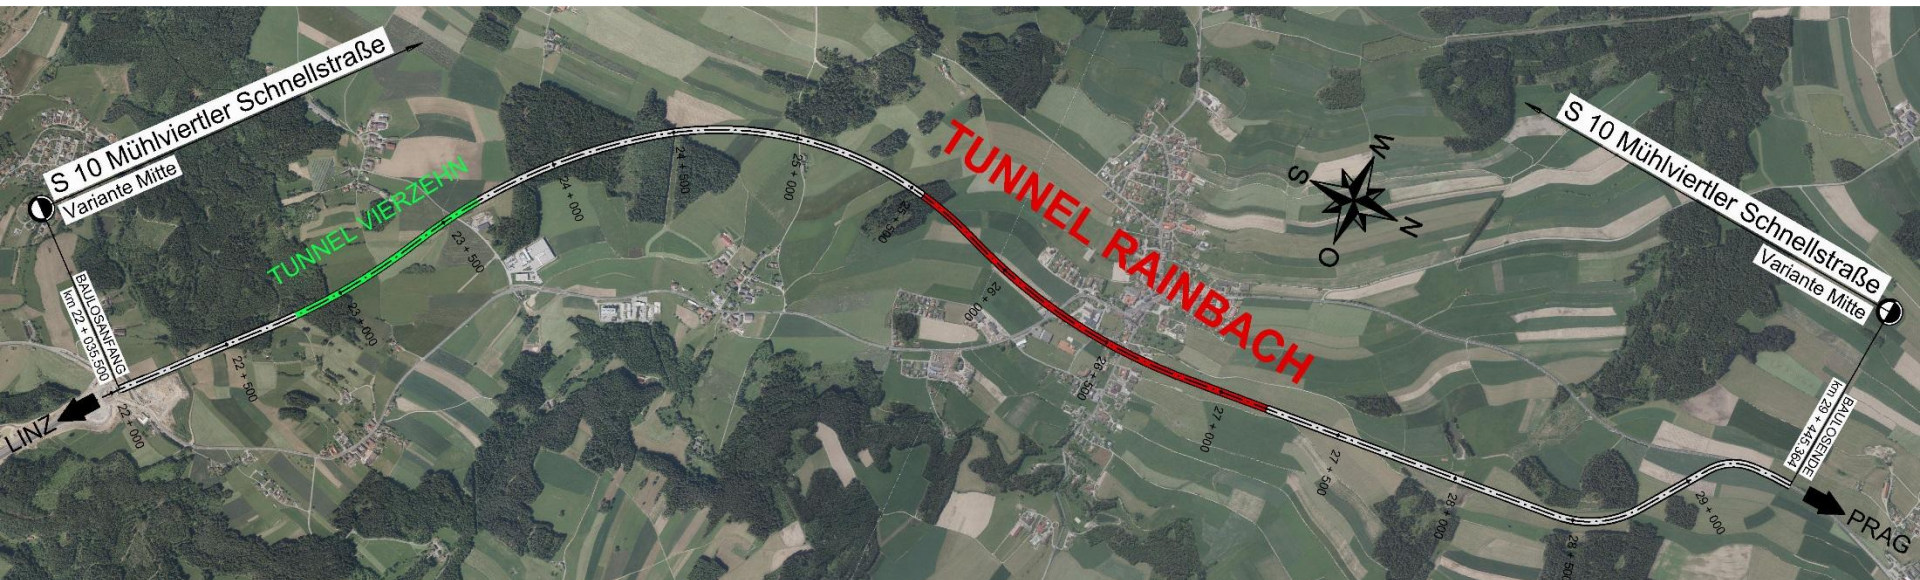 S 10 Mühlviertler Schnellstraße
Variante Mitte
BAULOSANFANG
km 22 + 035.500
LINZ
22 + 000
22 + 500
TUNNEL VIERZEHN
23 + 000
23 + 500
24 + 000
24 + 500
25 + 000
25 + 500
TUNNEL RAINBACH
26 + 000
26 + 500
27 + 000
27 + 500
28 + 000
28 + 500
29 + 000
W
S
N
O
S 10 Mühlviertler Schnellstraße
Variante Mitte
BAULOSENDE
km 29 + 445.364
PRAG